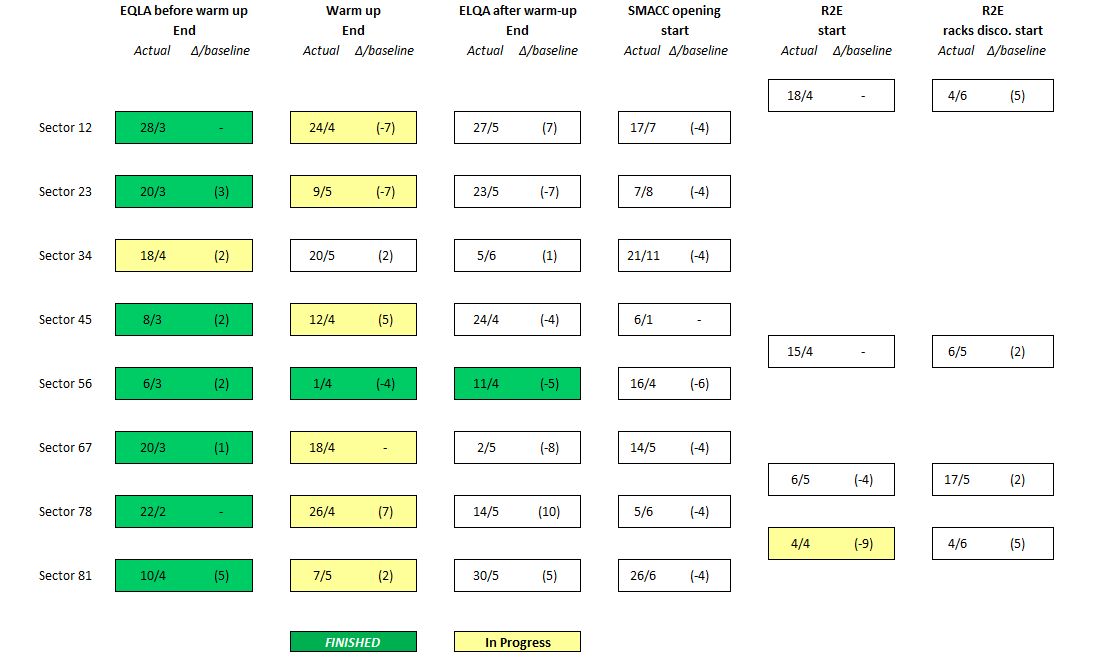 EQLA before warm up Warm up ELQA after warm-up SMACC opening R2E R2E
End End End start start racks disco. start
Actual Δ/baseline Actual Δ/baseline Actual Δ/baseline Actual Δ/baseline Actual Δ/baseline Actual Δ/baseline
18/4 - 4/6 (5)
Sector 12 28/3 - 24/4 (-7) 27/5 (7) 17/7 (-4)
Sector 23 20/3 (3) 9/5 (-7) 23/5 (-7) 7/8 (-4)
Sector 34 18/4 (2) 20/5 (2) 5/6 (1) 21/11 (-4)
Sector 45 8/3 (2) 12/4 (5) 24/4 (-4) 6/1 -
15/4 - 6/5 (2)
Sector 56 6/3 (2) 1/4 (-4) 11/4 (-5) 16/4 (-6)
Sector 67 20/3 (1) 18/4 - 2/5 (-8) 14/5 (-4)
6/5 (-4) 17/5 (2)
Sector 78 22/2 - 26/4 (7) 14/5 (10) 5/6 (-4)
4/4 (-9) 4/6 (5)
Sector 81 10/4 (5) 7/5 (2) 30/5 (5) 26/6 (-4)
FINISHED In Progress